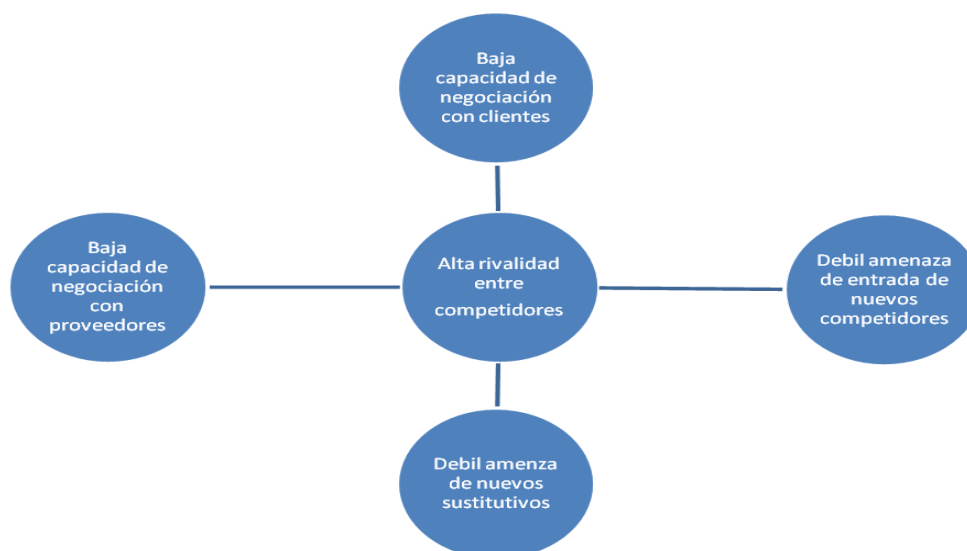 Baja
capacidad de
negociación
con clientes
Baja
capacidad de
negociación
con
proveedores
Alta rivalidad
entre
competidores
Debil amenaza
de entrada de
nuevos
competidores
Debil amenza
de nuevos
sustitutivos